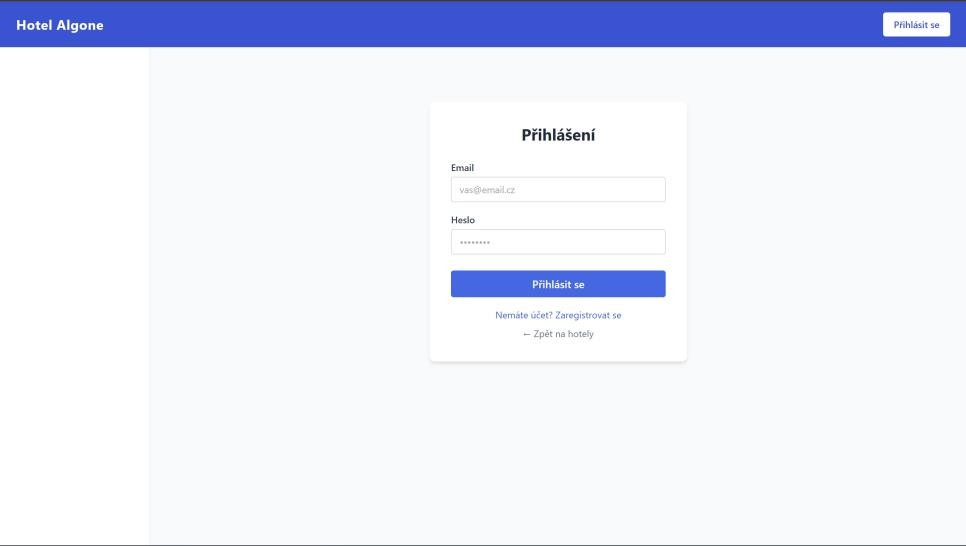 Hotel Algone
Přihlásit se
Přihlášení
Email
vas@email.cz
Heslo
••••••••
Přihlásit se
Nemáte účet? Zaregistrovat se
← Zpět na hotely